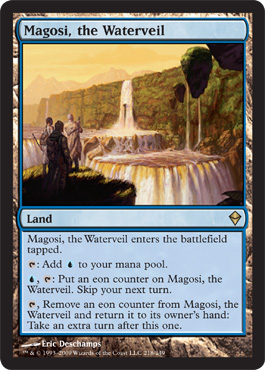 Magosi, the Waterveil
Land
Magosi, the Waterveil enters the battlefield
tapped.
: Add to your mana pool.
, : Put an eon counter on Magosi, the
Waterveil. Skip your next turn.
, Remove an eon counter from Magosi, the
Waterveil and return it to its owner's hand:
Take an extra turn after this one.
Eric Deschamps
™ & © 1993–2009 Wizards of the Coast LLC 218/249